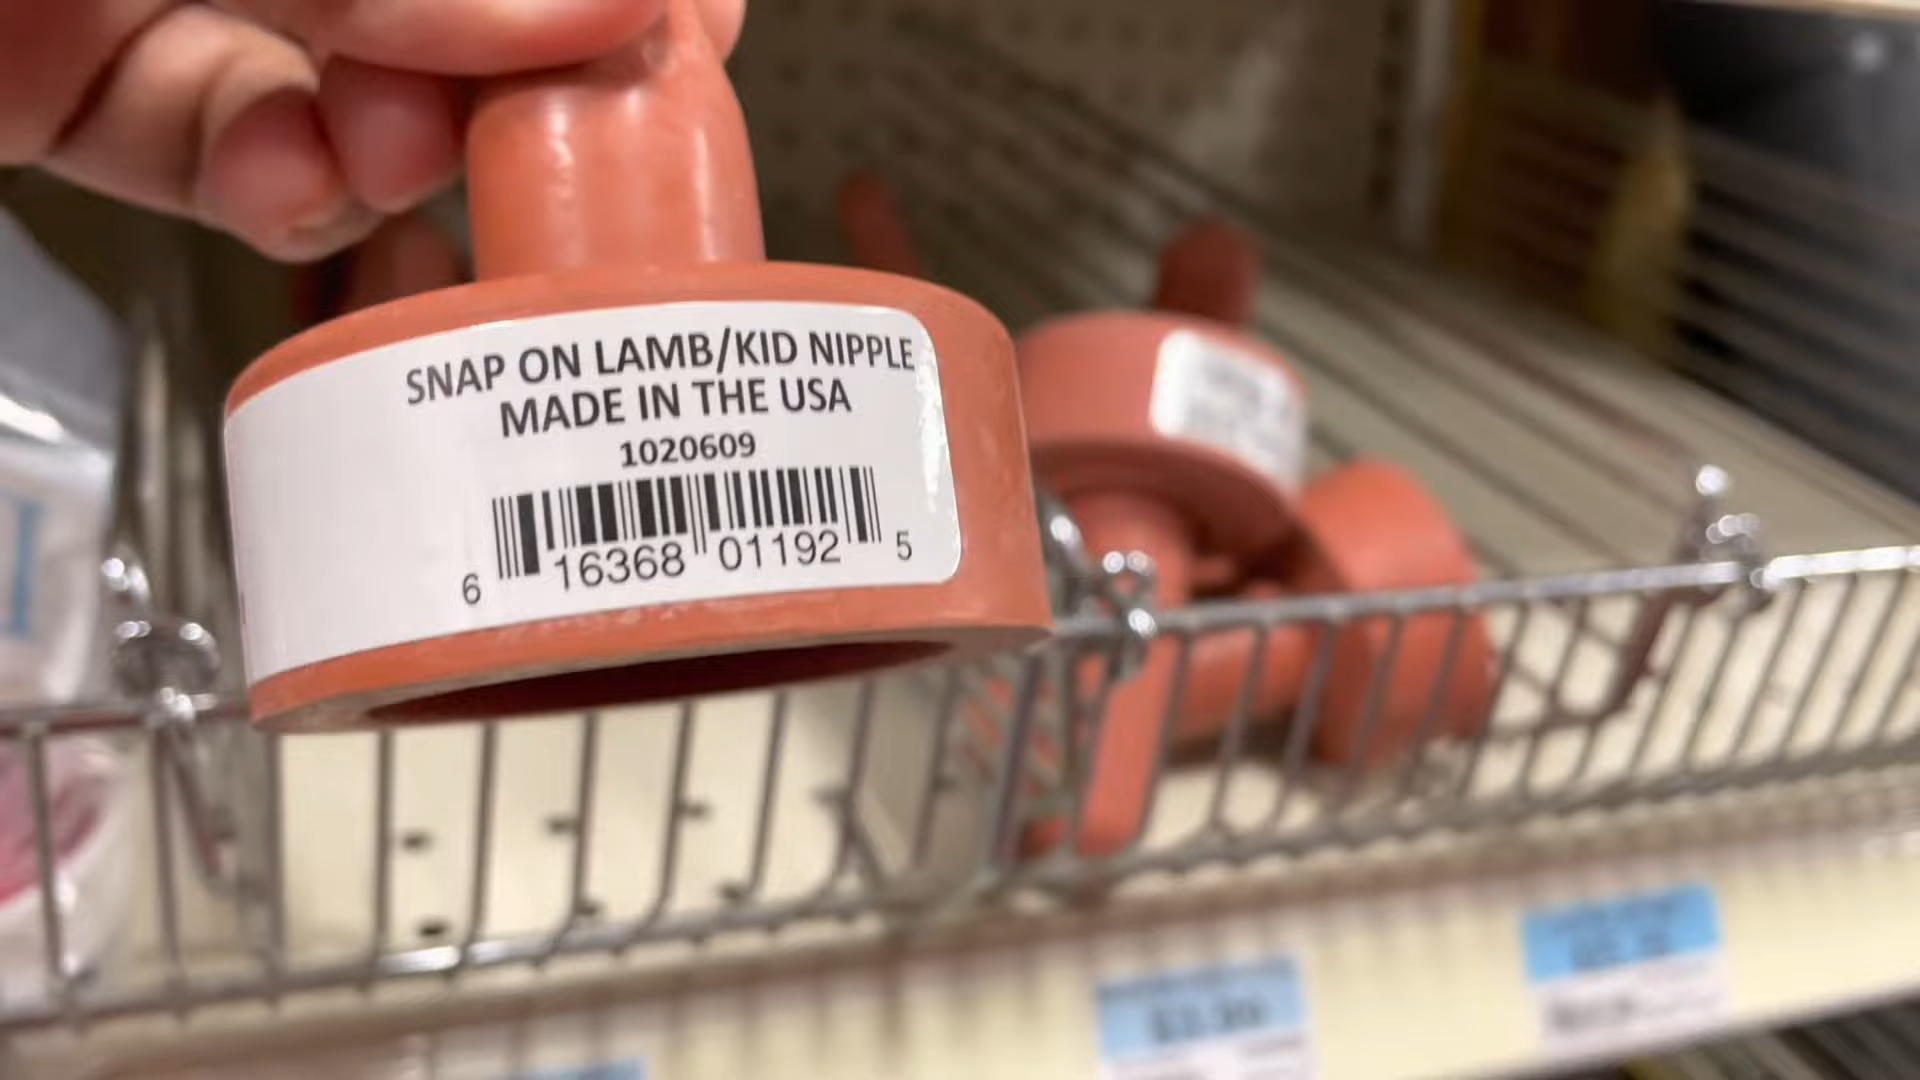 SNAP ON LAMB/KID NIPPLE
MADE IN THE USA
1020609
6 16368 01192 5